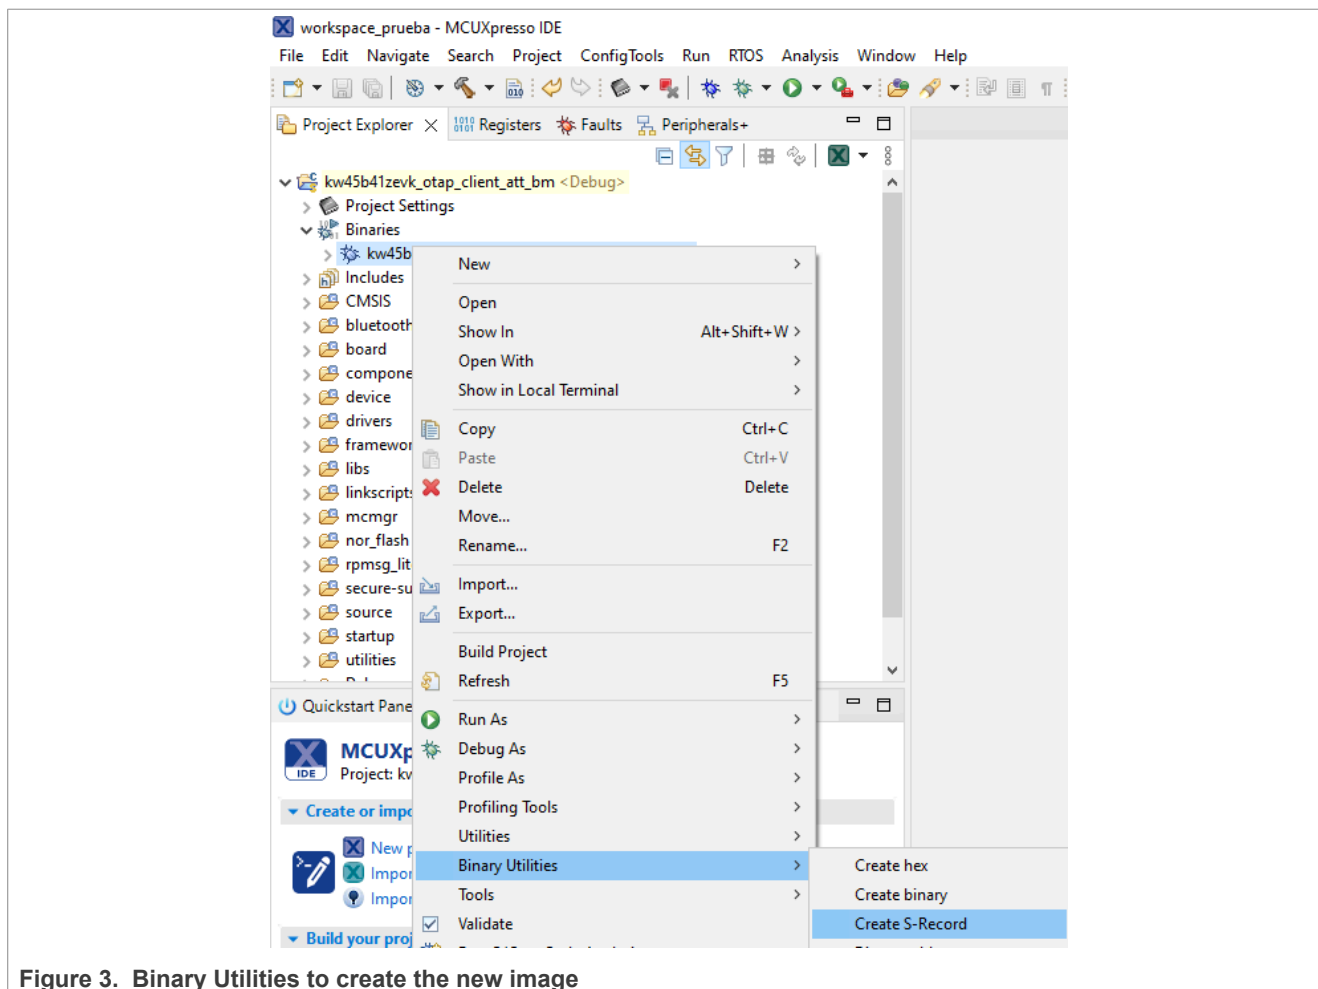 workspace_prueba - MCUXpresso IDE
File Edit Navigate Search Project ConfigTools Run RTOS Analysis Window Help
Project Explorer Registers Faults Peripherals+
kw45b41zevk_otap_client_att_bm <Debug>
Project Settings
Binaries
kw45b
Includes
CMSIS
bluetooth
board
compone
device
drivers
framewor
libs
linkscript
mcmgr
nor_flash
rpmsg_lit
secure-su
source
startup
utilities
New
Open
Show In Alt+Shift+W
Open With
Show in Local Terminal
Copy Ctrl+C
Paste Ctrl+V
Delete Delete
Move...
Rename... F2
Import...
Export...
Build Project
Refresh F5
Run As
Debug As
Profile As
Profiling Tools
Utilities
Binary Utilities
Tools
Validate
Create hex
Create binary
Create S-Record
Quickstart Pane
MCUXp
IDE
Project: kw
Create or impo
New p
Impor
Impor
Build your proj
Figure 3. Binary Utilities to create the new image